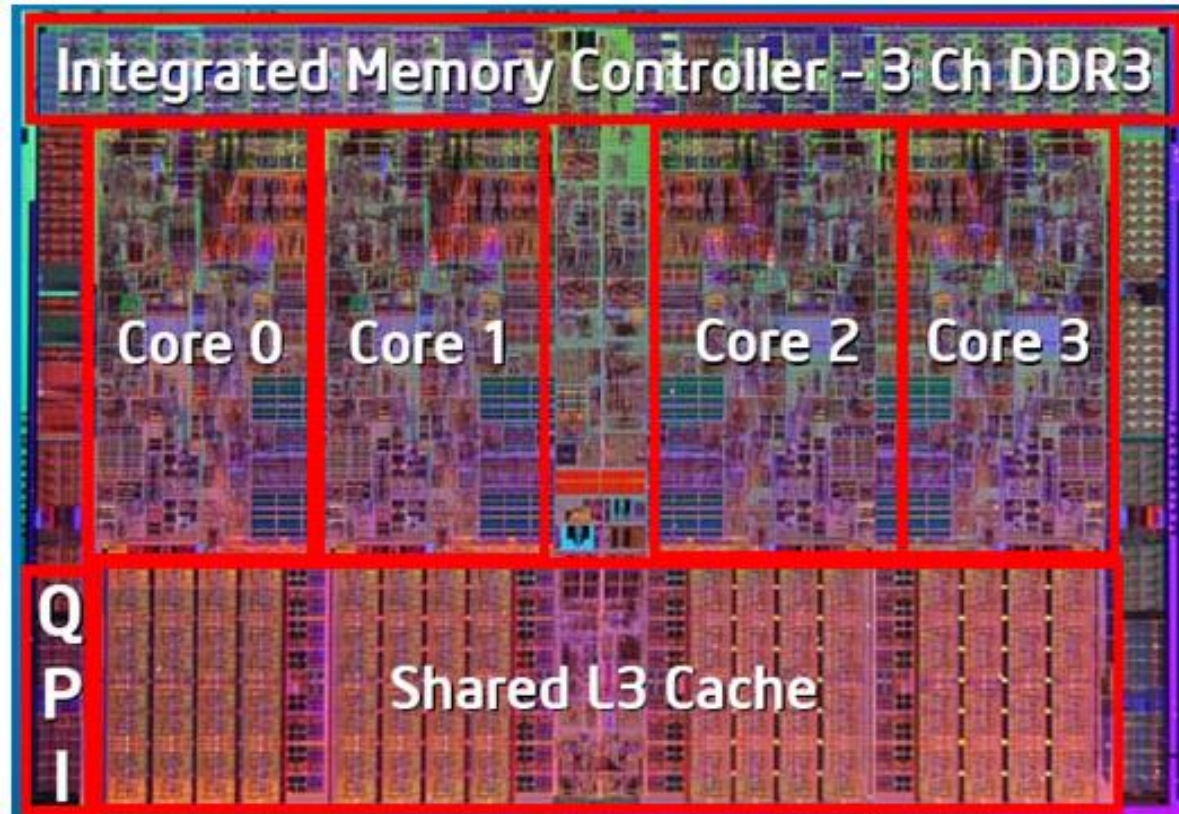 Integrated Memory Controller – 3 Ch DDR3
Core 0
Core 1
Core 2
Core 3
Q
P
I
Shared L3 Cache